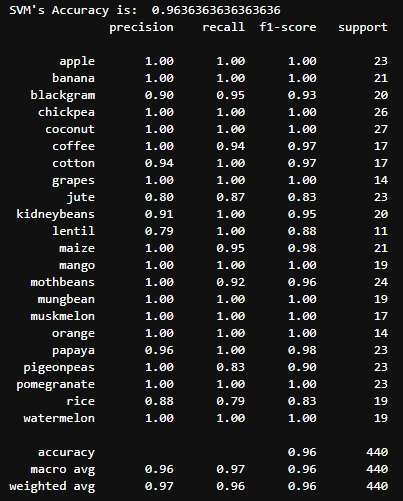 SVM's Accuracy is: 0.9636363636363636
precision recall f1-score support
apple 1.00 1.00 1.00 23
banana 1.00 1.00 1.00 21
blackgram 0.90 0.95 0.93 20
chickpea 1.00 1.00 1.00 26
coconut 1.00 1.00 1.00 27
coffee 1.00 0.94 0.97 17
cotton 0.94 1.00 0.97 17
grapes 1.00 1.00 1.00 14
jute 0.80 0.87 0.83 23
kidneybeans 0.91 1.00 0.95 20
lentil 0.79 1.00 0.88 11
maize 1.00 0.95 0.98 21
mango 1.00 1.00 1.00 19
mothbeans 1.00 0.92 0.96 24
mungbean 1.00 1.00 1.00 19
muskmelon 1.00 1.00 1.00 17
orange 1.00 1.00 1.00 14
papaya 0.96 1.00 0.98 23
pigeonpeas 1.00 0.83 0.90 23
pomegranate 1.00 1.00 1.00 23
rice 0.88 0.79 0.83 19
watermelon 1.00 1.00 1.00 19
accuracy 0.96 440
macro avg 0.96 0.97 0.96 440
weighted avg 0.97 0.96 0.96 440